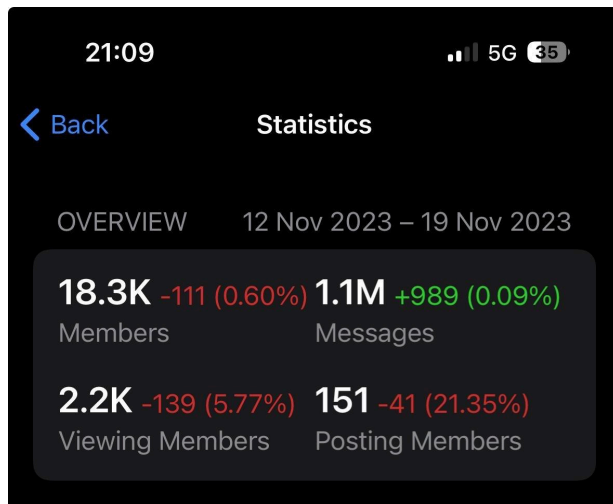 21:09 5G 35
Back Statistics
OVERVIEW 12 Nov 2023 – 19 Nov 2023
18.3K -111 (0.60%) 1.1M +989 (0.09%)
Members Messages
2.2K -139 (5.77%) 151 -41 (21.35%)
Viewing Members Posting Members